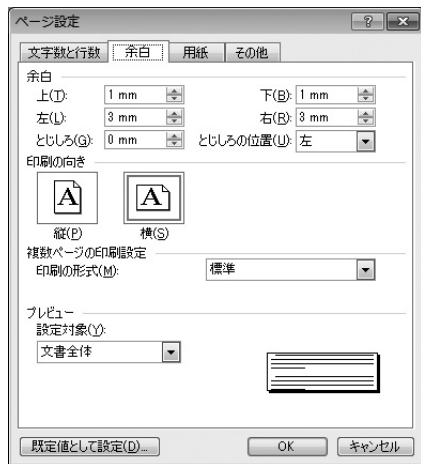 ページ設定
文字数と行数 余白 用紙 その他
余白
上(T): 1 mm 下(B): 1 mm
左(L): 3 mm 右(R): 3 mm
とじしろ(G): 0 mm とじしろの位置(U): 左
印刷の向き
A A
縦(P) 横(S)
複数ページの印刷設定
印刷の形式(M): 標準
プレビュー
設定対象(Y):
文書全体
既定値として設定(D)... OK キャンセル